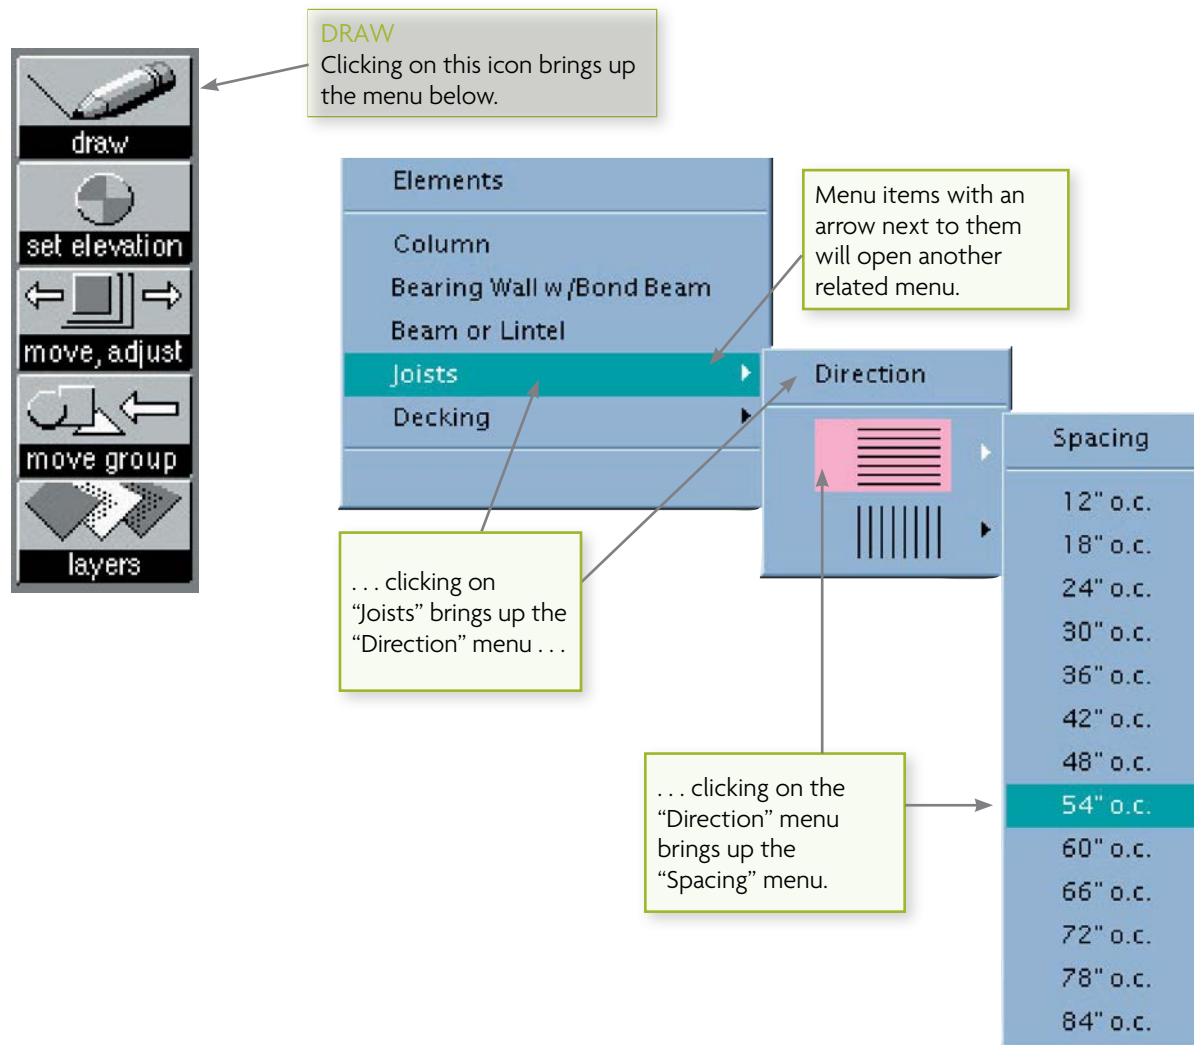 DRAW
Clicking on this icon brings up
the menu below.
draw
set elevation
move, adjust
move group
layers
Elements
Column
Bearing Wall w/Bond Beam
Beam or Lintel
Joists
Decking
Menu items with an
arrow next to them
will open another
related menu.
Direction
Spacing
12" o.c.
18" o.c.
24" o.c.
30" o.c.
36" o.c.
42" o.c.
48" o.c.
54" o.c.
60" o.c.
66" o.c.
72" o.c.
78" o.c.
84" o.c.
. . . clicking on
“Joists” brings up the
“Direction” menu . . .
. . . clicking on the
“Direction” menu
brings up the
“Spacing” menu.